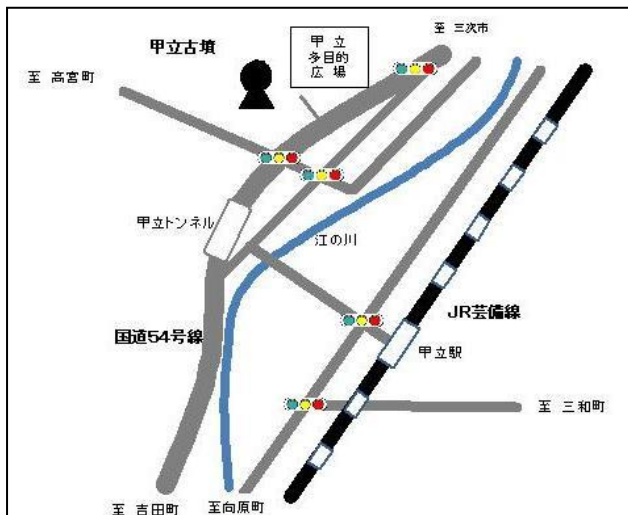 至 三次市
甲立古墳
甲 立
多目的
広 場
至 高宮町
甲立トンネル
江の川
国道54号線
JR芸備線
甲立駅
至 三和町
至 吉田町
至向原町